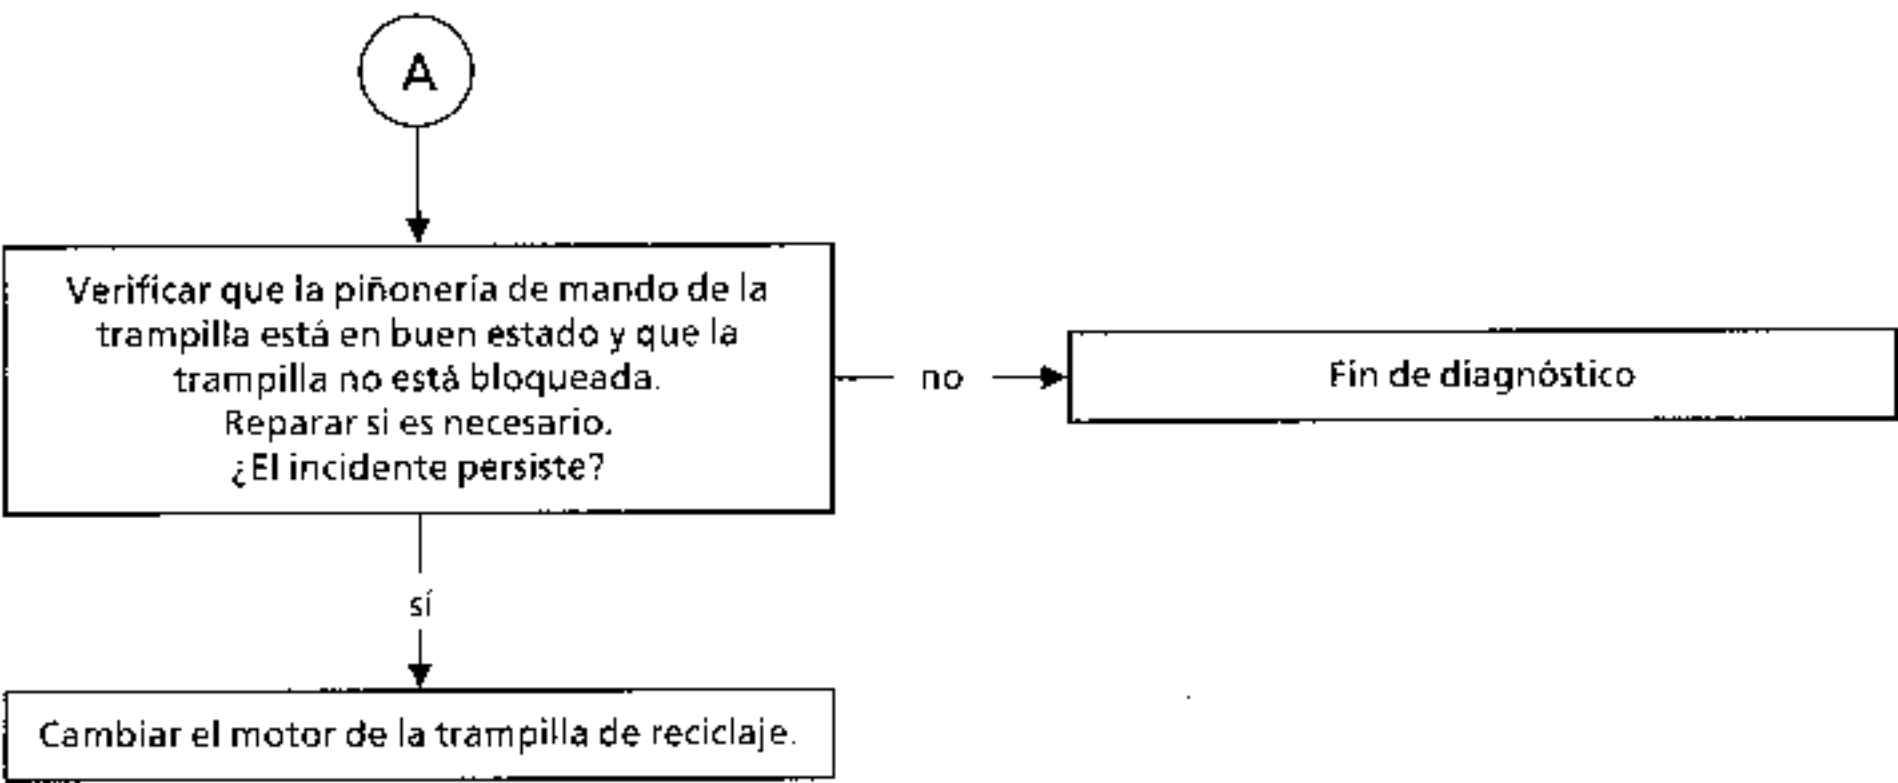 A
Verificar que la piñonería de mando de la
trampilla está en buen estado y que la
trampilla no está bloqueada.
Reparar si es necesario.
¿El incidente persiste?
no
Fin de diagnóstico
sí
Cambiar el motor de la trampilla de reciclaje.